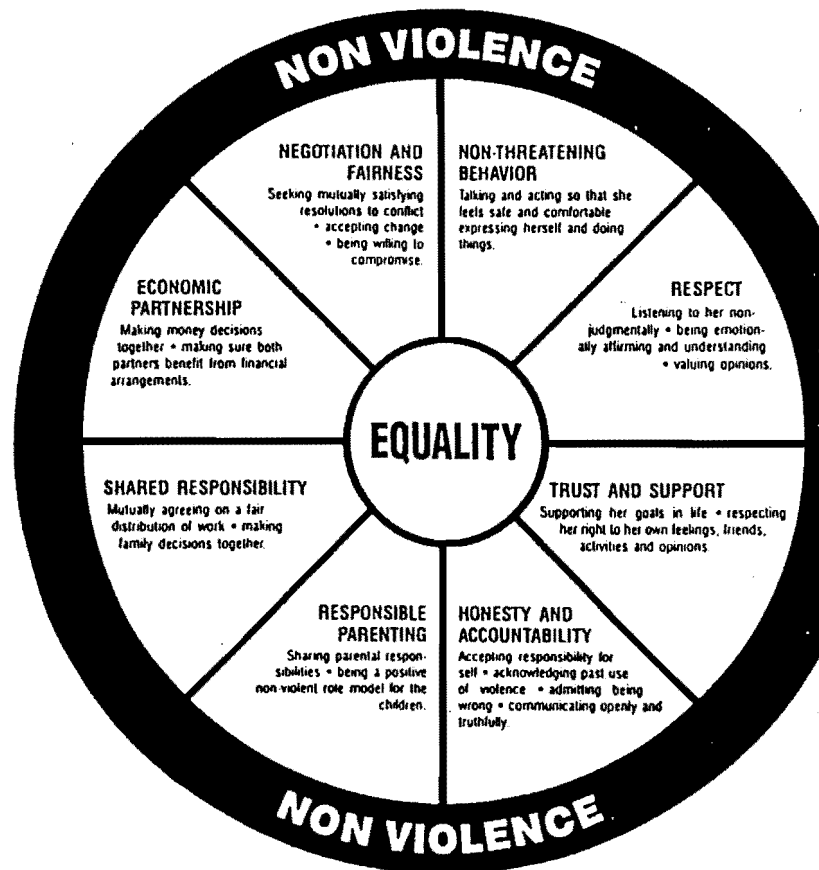 NON VIOLENCE
NEGOTIATION AND
FAIRNESS
Seeking mutually satisfying
resolutions to conflict
• accepting change
• being willing to
compromise.
NON-THREATENING
BEHAVIOR
Talking and acting so that she
feels safe and comfortable
expressing herself and doing
things.
RESPECT
Listening to her non-
judgmentally • being emotion-
ally affirming and understanding
• valuing opinions.
TRUST AND SUPPORT
Supporting her goals in life • respecting
her right to her own feelings, friends,
activities and opinions.
HONESTY AND
ACCOUNTABILITY
Accepting responsibility for
self • acknowledging past use
of violence • admitting being
wrong • communicating openly and
truthfully.
RESPONSIBLE
PARENTING
Sharing parental respon-
sibilities • being a positive
non-violent role model for the
children.
SHARED RESPONSIBILITY
Mutually agreeing on a fair
distribution of work • making
family decisions together.
ECONOMIC
PARTNERSHIP
Making money decisions
together • making sure both
partners benefit from financial
arrangements.
EQUALITY
NON VIOLENCE